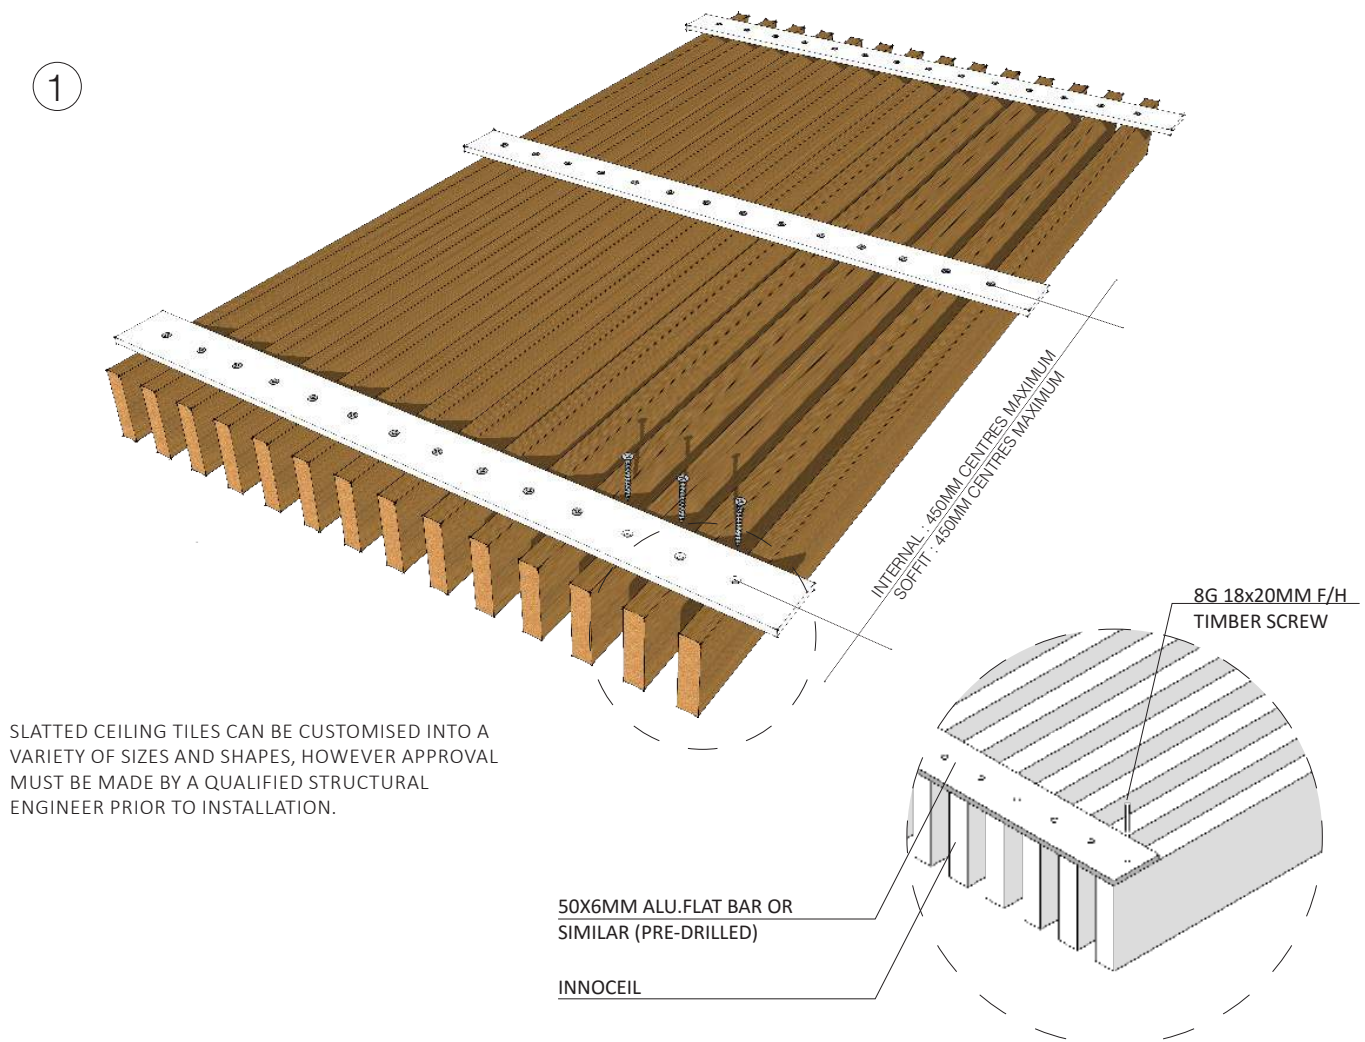 1
INTERNAL : 450MM CENTRES MAXIMUM
SOFFIT : 450MM CENTRES MAXIMUM
8G 18x20MM F/H
TIMBER SCREW
SLATTED CEILING TILES CAN BE CUSTOMISED INTO A
VARIETY OF SIZES AND SHAPES, HOWEVER APPROVAL
MUST BE MADE BY A QUALIFIED STRUCTURAL
ENGINEER PRIOR TO INSTALLATION.
50X6MM ALU.FLAT BAR OR
SIMILAR (PRE-DRILLED)
INNOCEIL